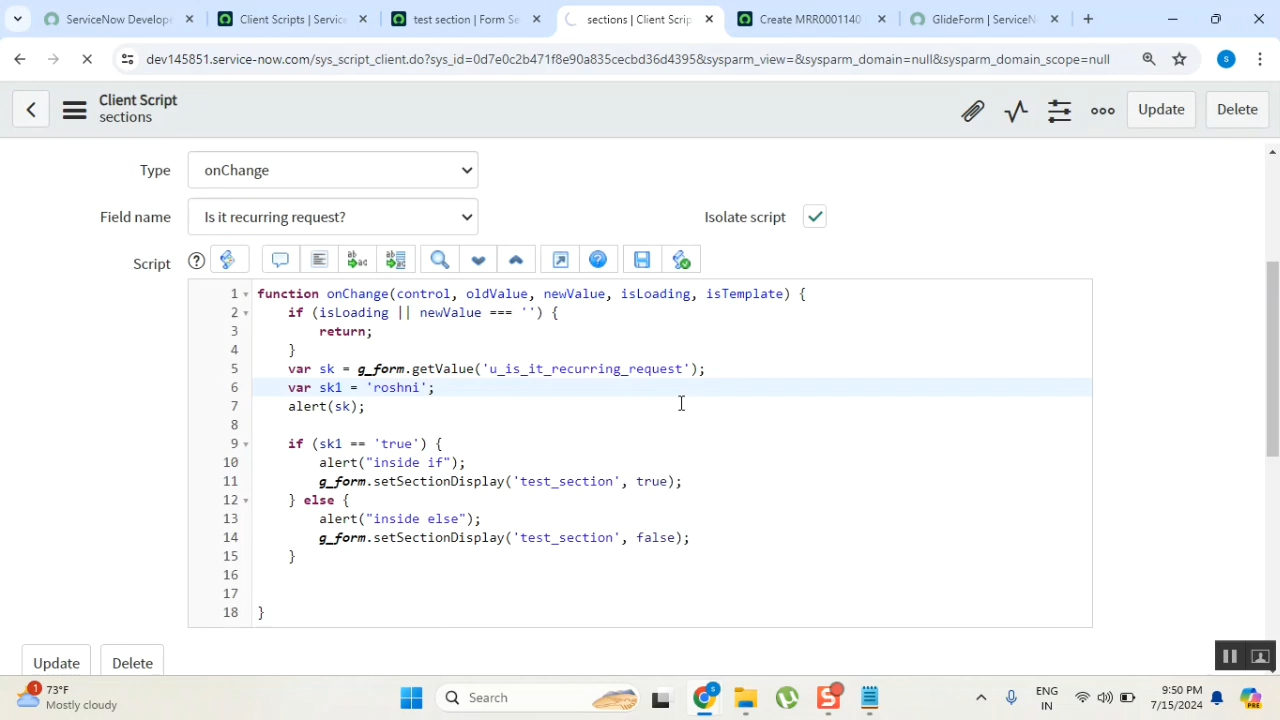 ServiceNow Develope
Client Scripts | Service
test section | Form Se
sections | Client Scrip
Create MRR0001140
GlideForm | ServiceN
dev145851.service-now.com/sys_script_client.do?sys_id=0d7e0c2b471f8e90a835cecbd36d4395&sysparm_view=&sysparm_domain=null&sysparm_domain_scope=null
s
Client Script
sections
Update
Delete
Type
onChange
Field name
Is it recurring request?
Isolate script
Script
1 function onChange(control, oldValue, newValue, isLoading, isTemplate) {
2 if (isLoading || newValue === '') {
3 return;
4 }
5 var sk = g_form.getValue('u_is_it_recurring_request');
6 var sk1 = 'roshni';
7 alert(sk);
8
9 if (sk1 == 'true') {
10 alert("inside if");
11 g_form.setSectionDisplay('test_section', true);
12 } else {
13 alert("inside else");
14 g_form.setSectionDisplay('test_section', false);
15 }
16
17
18 }
Update
Delete
1
73°F
Mostly cloudy
Search
ENG
IN
9:50 PM
7/15/2024